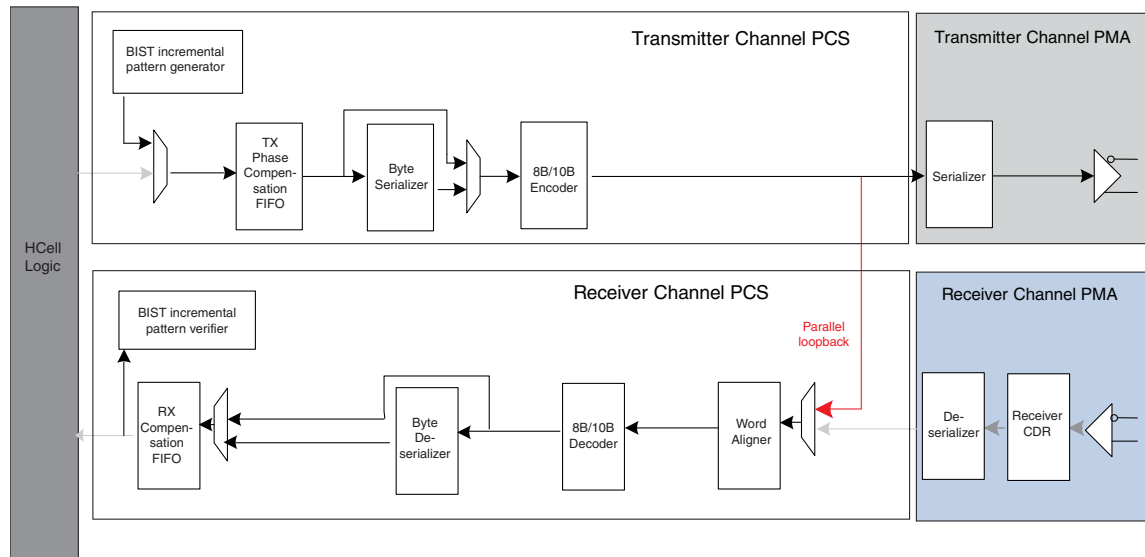 Transmitter Channel PCS
Transmitter Channel PMA
BIST incremental
pattern generator
TX
Phase
Compen-
sation
FIFO
Byte
Serializer
8B/10B
Encoder
Serializer
HCell
Logic
Receiver Channel PCS
Receiver Channel PMA
BIST incremental
pattern verifier
Parallel
loopback
RX
Compen-
sation
FIFO
Byte
De-
serializer
8B/10B
Decoder
Word
Aligner
De-
serializer
Receiver
CDR